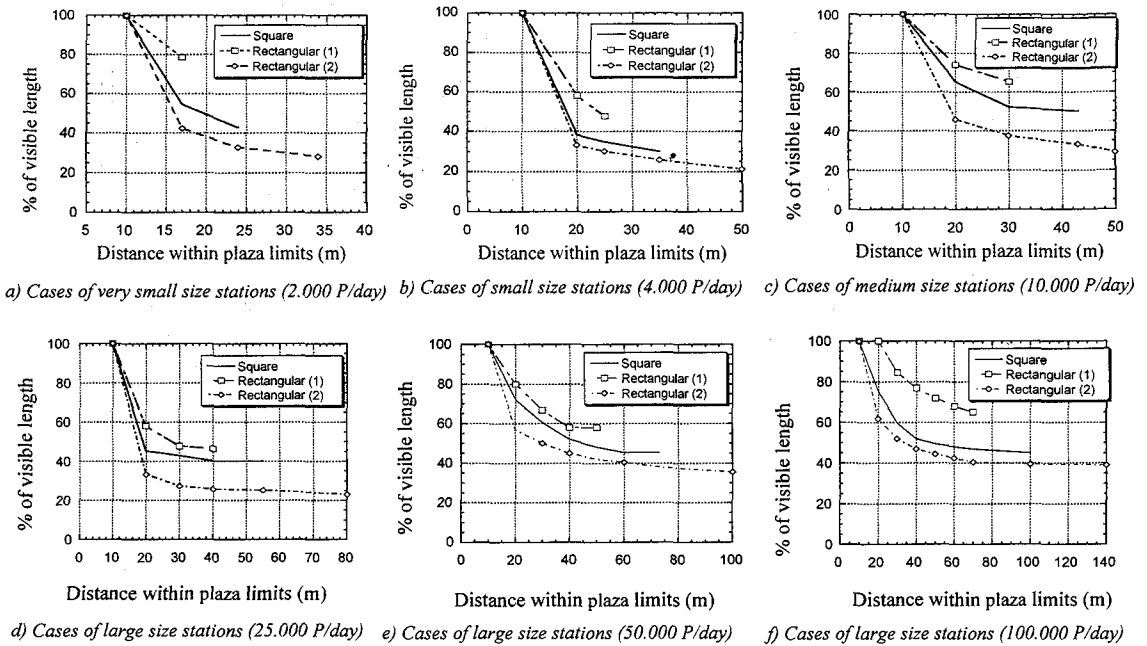 100
80
60
40
20
0
% of visible length
5 10 15 20 25 30 35 40
Distance within plaza limits (m)
Square
Rectangular (1)
Rectangular (2)
a) Cases of very small size stations (2.000 P/day)
100
80
60
40
20
0
% of visible length
0 10 20 30 40 50
Distance within plaza limits (m)
Square
Rectangular (1)
Rectangular (2)
b) Cases of small size stations (4.000 P/day)
100
80
60
40
20
0
% of visible length
0 10 20 30 40 50
Distance within plaza limits (m)
Square
Rectangular (1)
Rectangular (2)
c) Cases of medium size stations (10.000 P/day)
100
80
60
40
20
0
% of visible length
0 10 20 30 40 50 60 70 80
Distance within plaza limits (m)
Square
Rectangular (1)
Rectangular (2)
d) Cases of large size stations (25.000 P/day)
100
80
60
40
20
0
% of visible length
0 20 40 60 80 100
Distance within plaza limits (m)
Square
Rectangular (1)
Rectangular (2)
e) Cases of large size stations (50.000 P/day)
100
80
60
40
20
0
% of visible length
0 20 40 60 80 100 120 140
Distance within plaza limits (m)
Square
Rectangular (1)
Rectangular (2)
f) Cases of large size stations (100.000 P/day)